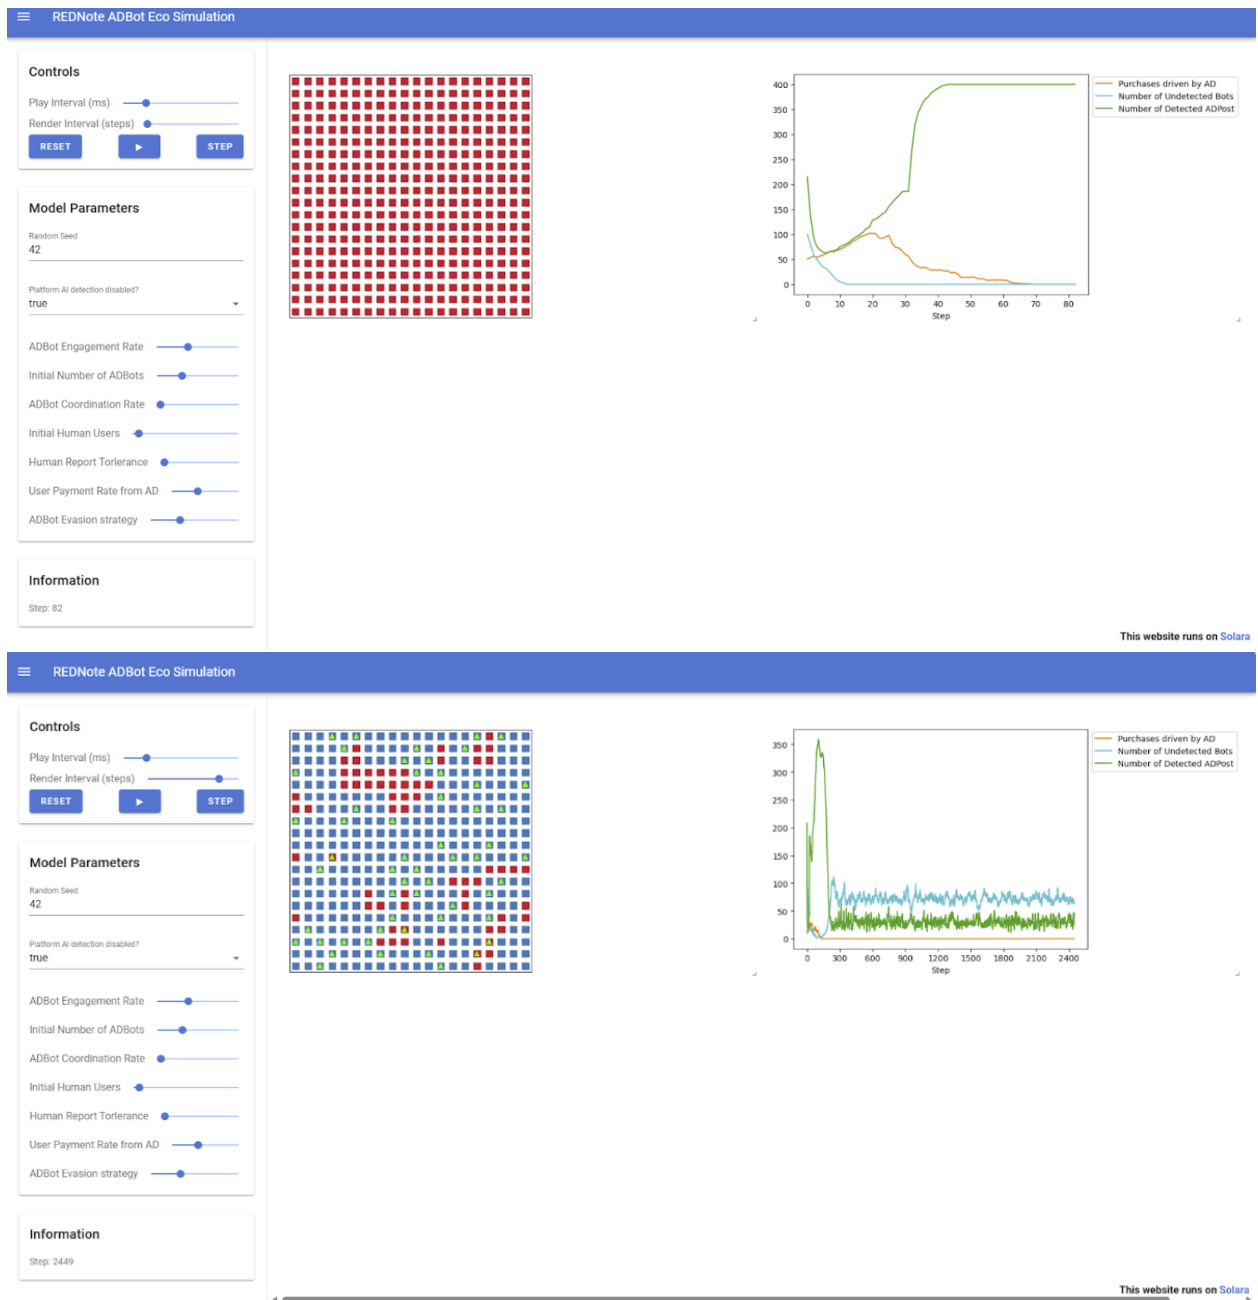 REDNote ADBot Eco Simulation
Controls
Play Interval (ms)
Render Interval (steps)
RESET
STEP
Model Parameters
Random Seed
42
Platform AI detection disabled?
true
ADBot Engagement Rate
Initial Number of ADBots
ADBot Coordination Rate
Initial Human Users
Human Report Torlerance
User Payment Rate from AD
ADBot Evasion strategy
Information
Step: 82
400
350
300
250
200
150
100
50
0
0 10 20 30 40 50 60 70 80
Step
Purchases driven by AD
Number of Undetected Bots
Number of Detected ADPost
This website runs on Solara
REDNote ADBot Eco Simulation
Controls
Play Interval (ms)
Render Interval (steps)
RESET
STEP
Model Parameters
Random Seed
42
Platform AI detection disabled?
true
ADBot Engagement Rate
Initial Number of ADBots
ADBot Coordination Rate
Initial Human Users
Human Report Torlerance
User Payment Rate from AD
ADBot Evasion strategy
Information
Step: 2449
350
300
250
200
150
100
50
0
0 300 600 900 1200 1500 1800 2100 2400
Step
Purchases driven by AD
Number of Undetected Bots
Number of Detected ADPost
This website runs on Solara